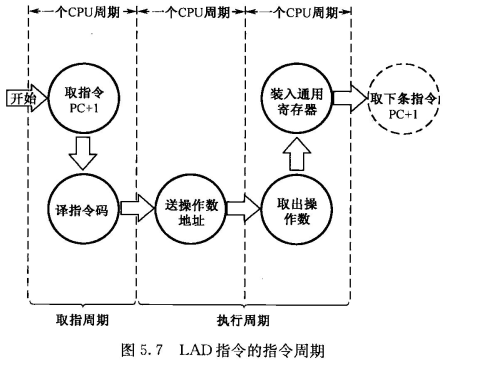 一个CPU周期 一个CPU周期 一个CPU周期
开始
取指令
PC+1
装入通用
寄存器
取下条指令
PC+1
译指令码
送操作数
地址
取出操
作数
取指周期
执行周期
图 5.7 LAD 指令的指令周期